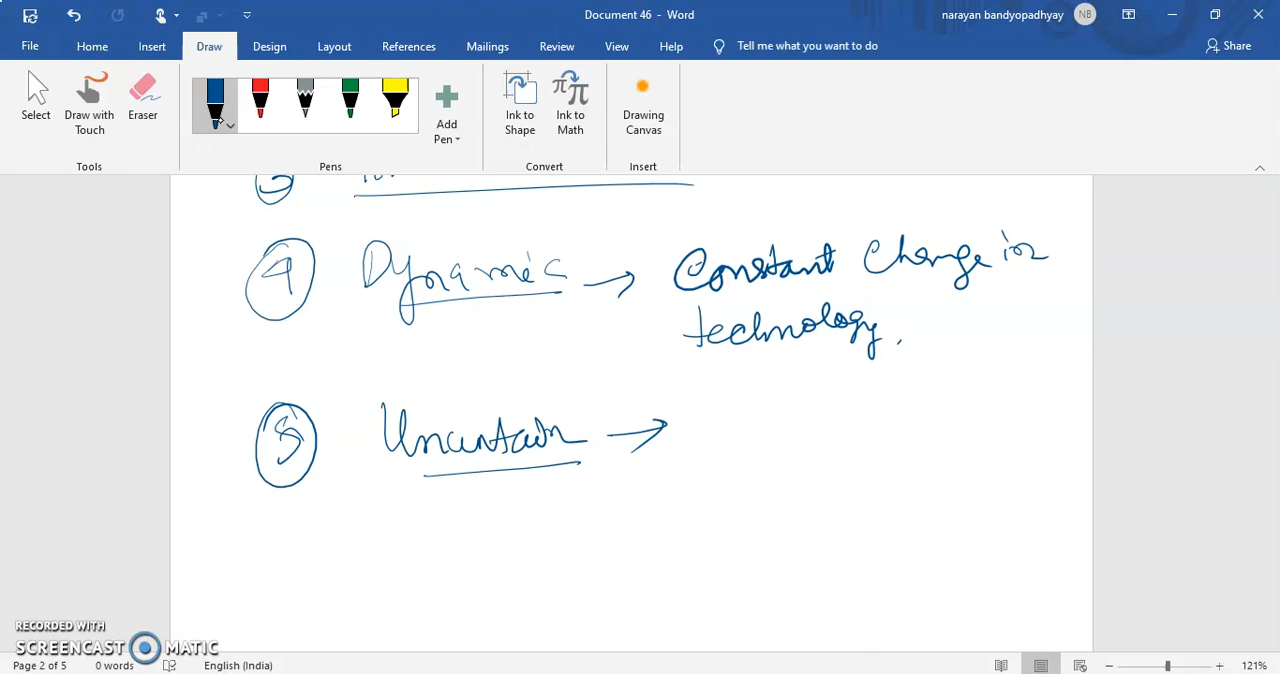 Document 46 - Word
narayan bandyopadhyay NB
File Home Insert Draw Design Layout References Mailings Review View Help Tell me what you want to do Share
Select Draw with Touch Eraser Add Pen Ink to Shape Ink to Math Drawing Canvas
Tools Pens Convert Insert
3
4 Dynamic → Constant Change in
technology.
5 Uncertain →
RECORDED WITH
SCREENCAST MATIC
Page 2 of 5 0 words English (India) 121%